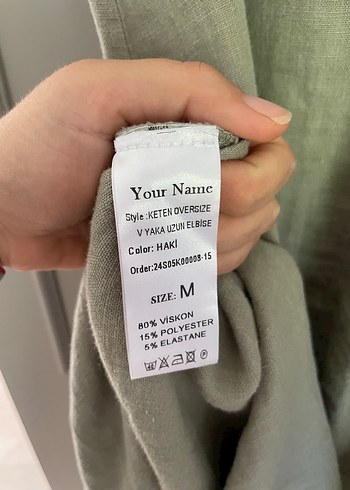 Your Name
Style :KETEN OVERSIZE
V YAKA UZUN ELBİSE
Color: HAKİ
Order:24S05K00008-15
SIZE: M
80% VİSKON
15% POLYESTER
5% ELASTANE